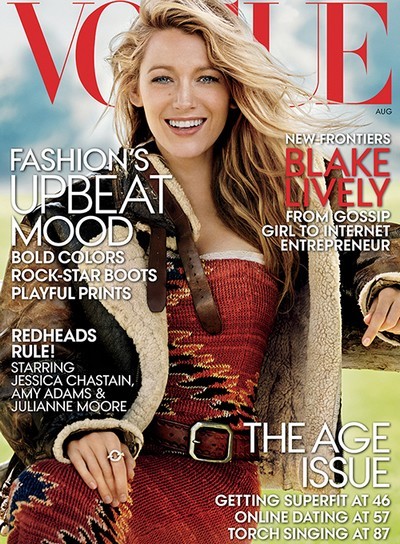 VOGUE
AUG
NEW FRONTIERS
BLAKE
LIVELY
FROM GOSSIP
GIRL TO INTERNET
ENTREPRENEUR
FASHION'S
UPBEAT
MOOD
BOLD COLORS
ROCK-STAR BOOTS
PLAYFUL PRINTS
REDHEADS
RULE!
STARRING
JESSICA CHASTAIN,
AMY ADAMS &
JULIANNE MOORE
THE AGE
ISSUE
GETTING SUPERFIT AT 46
ONLINE DATING AT 57
TORCH SINGING AT 87